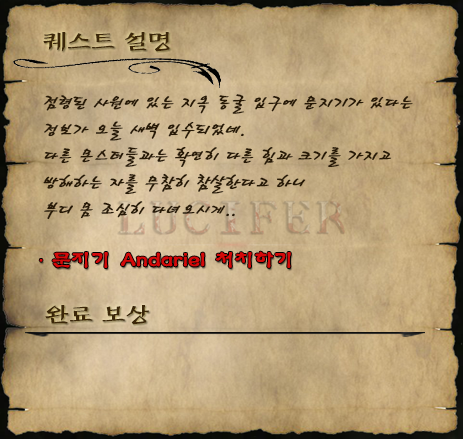 퀘스트 설명
점령된 사원에 있는 지옥 동굴 입구에 문지기가 있다는
정보가 오늘 새벽 입수되었네.
다른 몬스터들과는 확연히 다른 힘과 크기를 가지고
방해하는 자를 무참히 참살한다고 하니
부디 몸 조심히 다녀오시게..
LUCIFER
· 문지기 Andariel 처치하기
완료 보상